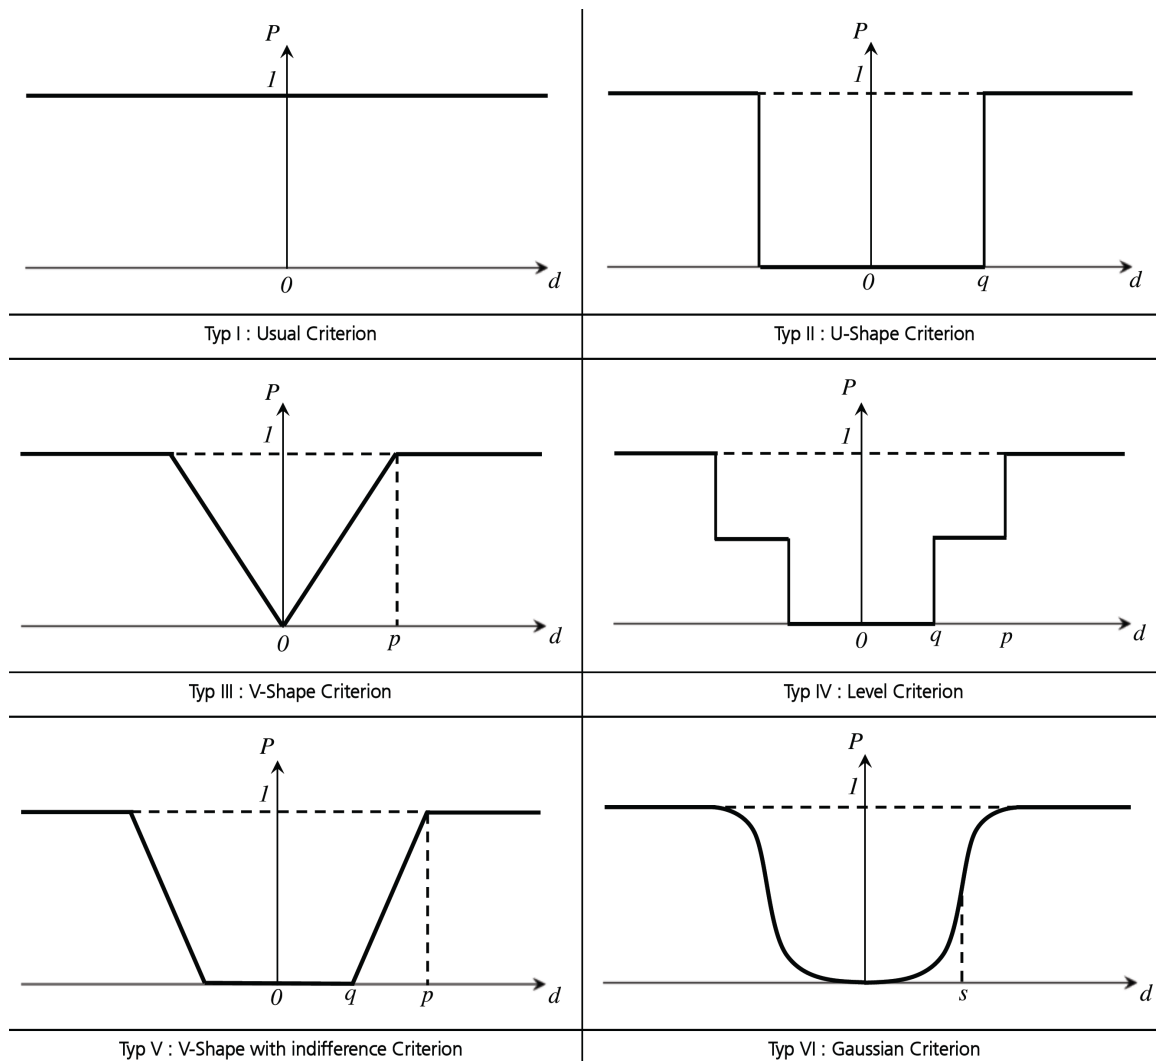 P
1
0
d
Typ I : Usual Criterion
P
1
0
q
d
Typ II : U-Shape Criterion
P
1
0
p
d
Typ III : V-Shape Criterion
P
1
0
q
p
d
Typ IV : Level Criterion
P
1
0
q
p
d
Typ V : V-Shape with indifference Criterion
P
1
s
d
Typ VI : Gaussian Criterion